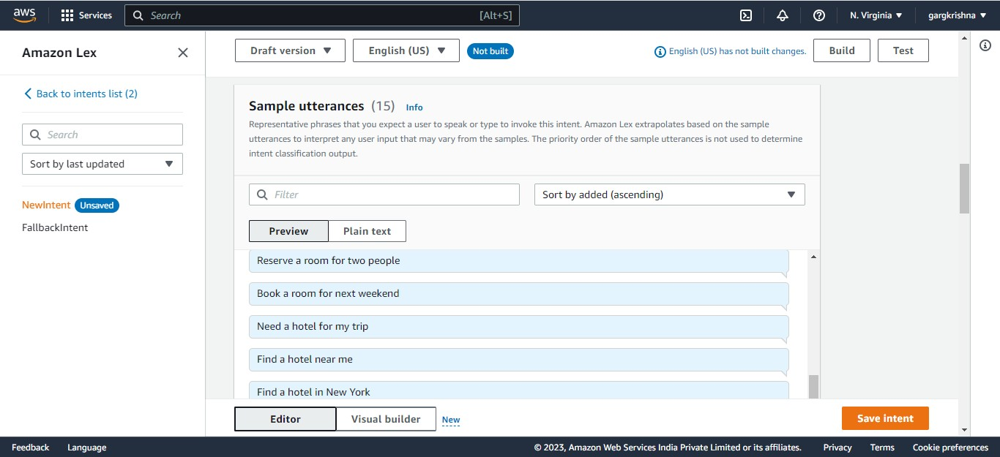 aws
Services
Search
[Alt+S]
N. Virginia
gargkrishna
Amazon Lex
Back to intents list (2)
Search
Sort by last updated
NewIntent Unsaved
FallbackIntent
Draft version
English (US)
Not built
English (US) has not built changes.
Build
Test
Sample utterances (15) Info
Representative phrases that you expect a user to speak or type to invoke this intent. Amazon Lex extrapolates based on the sample
utterances to interpret any user input that may vary from the samples. The priority order of the sample utterances is not used to determine
intent classification output.
Filter
Sort by added (ascending)
Preview
Plain text
Reserve a room for two people
Book a room for next weekend
Need a hotel for my trip
Find a hotel near me
Find a hotel in New York
Editor
Visual builder
New
Save intent
Feedback
Language
© 2023, Amazon Web Services India Private Limited or its affiliates.
Privacy
Terms
Cookie preferences